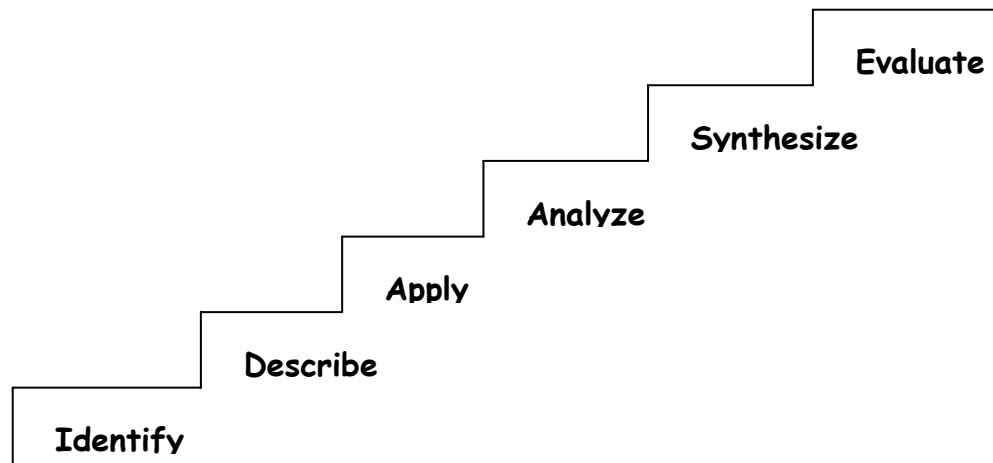 Evaluate
Synthesize
Analyze
Apply
Describe
Identify